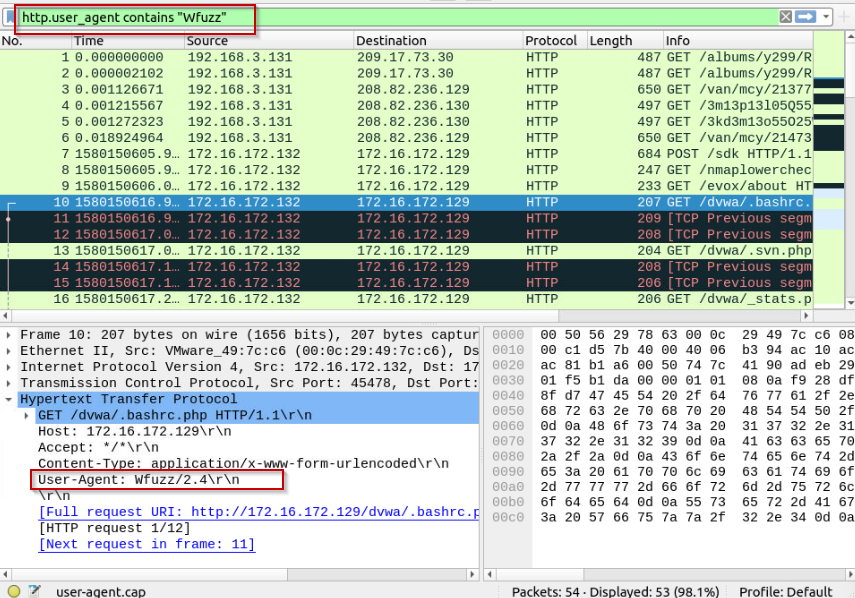 http.user_agent contains "Wfuzz"
No. Time Source Destination Protocol Length Info
1 0.000000000 192.168.3.131 209.17.73.30 HTTP 487 GET /albums/y299/R
2 0.000002102 192.168.3.131 209.17.73.30 HTTP 487 GET /albums/y299/R
3 0.001126671 192.168.3.131 208.82.236.129 HTTP 650 GET /van/mcy/21377
4 0.001215567 192.168.3.131 208.82.236.130 HTTP 497 GET /3m13p13l05Q55
5 0.001272323 192.168.3.131 208.82.236.130 HTTP 497 GET /3kd3m13o55O25
6 0.018924964 192.168.3.131 208.82.236.129 HTTP 650 GET /van/mcy/21473
7 1580150605.9… 172.16.172.132 172.16.172.129 HTTP 684 POST /sdk HTTP/1.1
8 1580150605.9… 172.16.172.132 172.16.172.129 HTTP 247 GET /nmaplowerchec
9 1580150606.0… 172.16.172.132 172.16.172.129 HTTP 233 GET /evox/about HT
10 1580150616.9… 172.16.172.132 172.16.172.129 HTTP 207 GET /dvwa/.bashrc.
11 1580150616.9… 172.16.172.132 172.16.172.129 HTTP 209 [TCP Previous segm
12 1580150617.0… 172.16.172.132 172.16.172.129 HTTP 208 [TCP Previous segm
13 1580150617.0… 172.16.172.132 172.16.172.129 HTTP 204 GET /dvwa/.svn.php
14 1580150617.1… 172.16.172.132 172.16.172.129 HTTP 208 [TCP Previous segm
15 1580150617.1… 172.16.172.132 172.16.172.129 HTTP 208 [TCP Previous segm
16 1580150617.2… 172.16.172.132 172.16.172.129 HTTP 206 GET /dvwa/_stats.p
Frame 10: 207 bytes on wire (1656 bits), 207 bytes captur
Ethernet II, Src: VMware_49:7c:c6 (00:0c:29:49:7c:c6), Ds
Internet Protocol Version 4, Src: 172.16.172.132, Dst: 17
Transmission Control Protocol, Src Port: 45478, Dst Port:
Hypertext Transfer Protocol
GET /dvwa/.bashrc.php HTTP/1.1\r\n
Host: 172.16.172.129\r\n
Accept: */*\r\n
Content-Type: application/x-www-form-urlencoded\r\n
User-Agent: Wfuzz/2.4\r\n
\r\n
[Full request URI: http://172.16.172.129/dvwa/.bashrc.p
[HTTP request 1/12]
[Next request in frame: 11]
0000 00 50 56 29 78 63 00 0c 29 49 7c c6 08
0010 00 c1 d5 7b 40 00 40 06 b3 94 ac 10 ac
0020 ac 81 b1 a6 00 50 74 7c 41 90 ad eb 29
0030 01 f5 b1 da 00 00 01 01 08 0a f9 28 df
0040 8f d7 47 45 54 20 2f 64 76 77 61 2f 2e
0050 68 72 63 2e 70 68 70 20 48 54 54 50 2f
0060 0d 0a 48 6f 73 74 3a 20 31 37 32 2e 31
0070 37 32 2e 31 32 39 0d 0a 41 63 63 65 70
0080 2a 2f 2a 0d 0a 43 6f 6e 74 65 6e 74 2d
0090 65 3a 20 61 70 70 6c 69 63 61 74 69 6f
00a0 2d 77 77 77 2d 66 6f 72 6d 2d 75 72 6c
00b0 6f 64 65 64 0d 0a 55 73 65 72 2d 41 67
00c0 3a 20 57 66 75 7a 7a 2f 32 2e 34 0d 0a
user-agent.cap Packets: 54 · Displayed: 53 (98.1%) Profile: Default